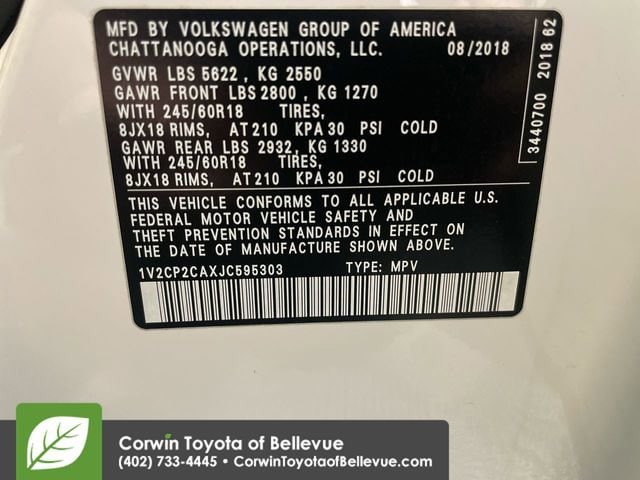 MFD BY VOLKSWAGEN GROUP OF AMERICA
CHATTANOOGA OPERATIONS, LLC. 08/2018
GVWR LBS 5622 , KG 2550
GAWR FRONT LBS 2800 , KG 1270
WITH 245/60R18 TIRES,
8JX18 RIMS, AT 210 KPA 30 PSI COLD
GAWR REAR LBS 2932, KG 1330
WITH 245/60R18 TIRES,
8JX18 RIMS, AT 210 KPA 30 PSI COLD
THIS VEHICLE CONFORMS TO ALL APPLICABLE U.S.
FEDERAL MOTOR VEHICLE SAFETY AND
THEFT PREVENTION STANDARDS IN EFFECT ON
THE DATE OF MANUFACTURE SHOWN ABOVE.
1V2CP2CAXJC595303 TYPE: MPV
3440700 2018 62
Corwin Toyota of Bellevue
(402) 733-4445 • CorwinToyotaofBellevue.com